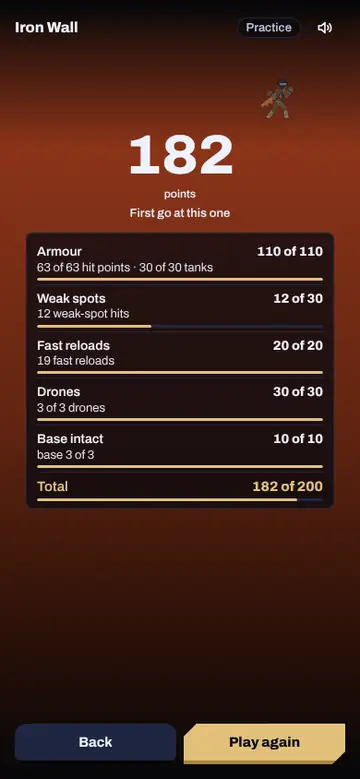 Iron Wall
Practice
182
points
First go at this one
Armour 110 of 110
63 of 63 hit points · 30 of 30 tanks
Weak spots 12 of 30
12 weak-spot hits
Fast reloads 20 of 20
19 fast reloads
Drones 30 of 30
3 of 3 drones
Base intact 10 of 10
base 3 of 3
Total 182 of 200
Back
Play again